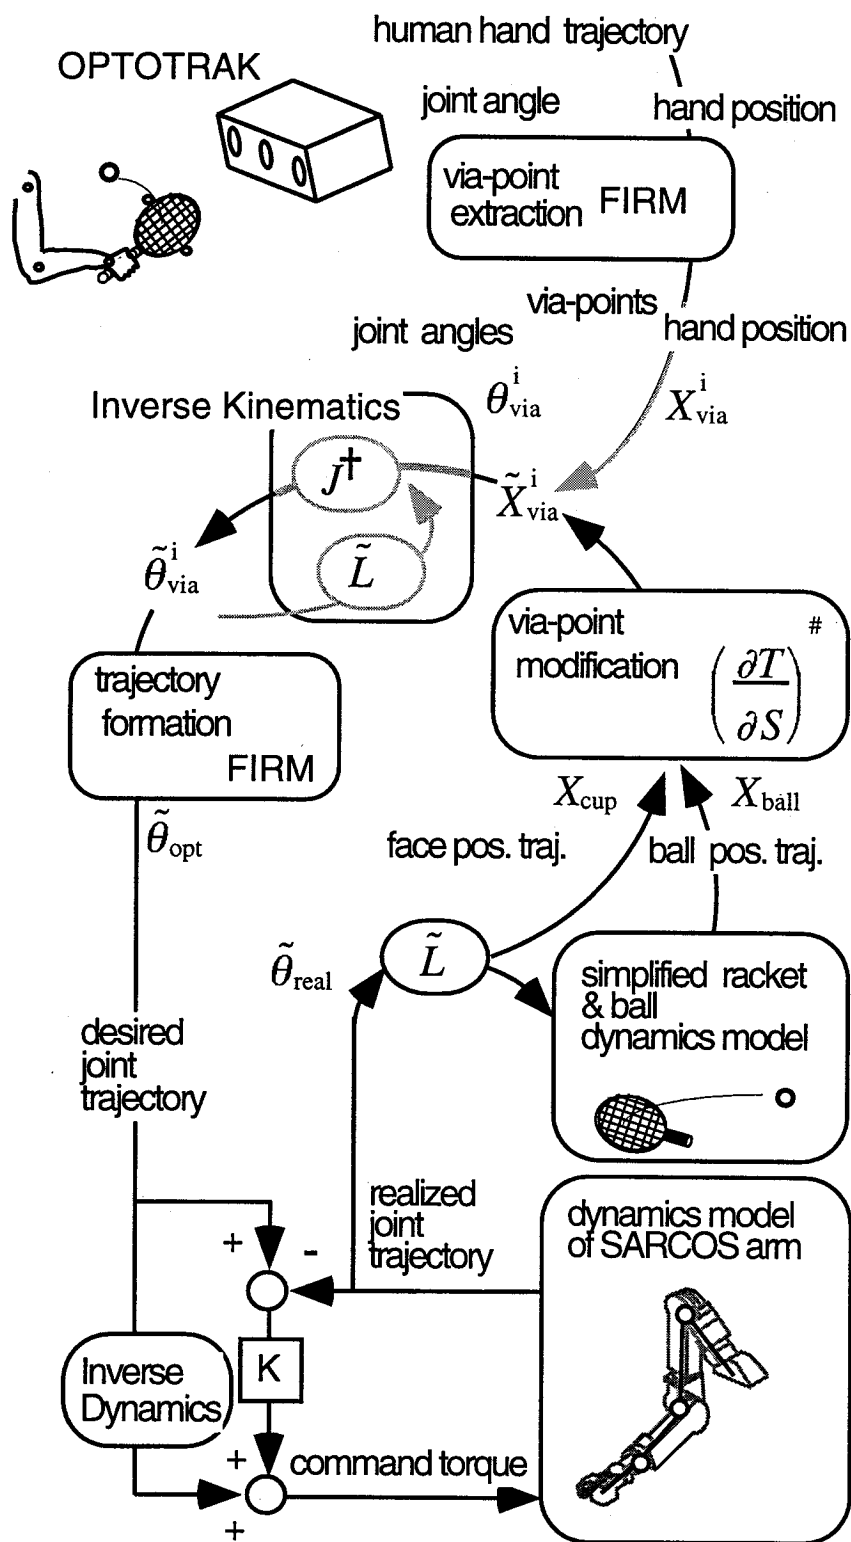 human hand trajectory
OPTOTRAK
joint angle hand position
via-point
extraction FIRM
via-points
joint angles hand position
θ^i_via X^i_via
Inverse Kinematics
J†
X̃^i_via
L̃
θ̃^i_via
via-point #
modification (∂T/∂S)
trajectory
formation
FIRM
X_cup X_ball
θ̃_opt
face pos. traj. ball pos. traj.
θ̃_real
L̃
simplified racket
& ball
dynamics model
desired
joint
trajectory
realized
joint
trajectory
dynamics model
of SARCOS arm
+ -
K
Inverse
Dynamics
+
command torque
+